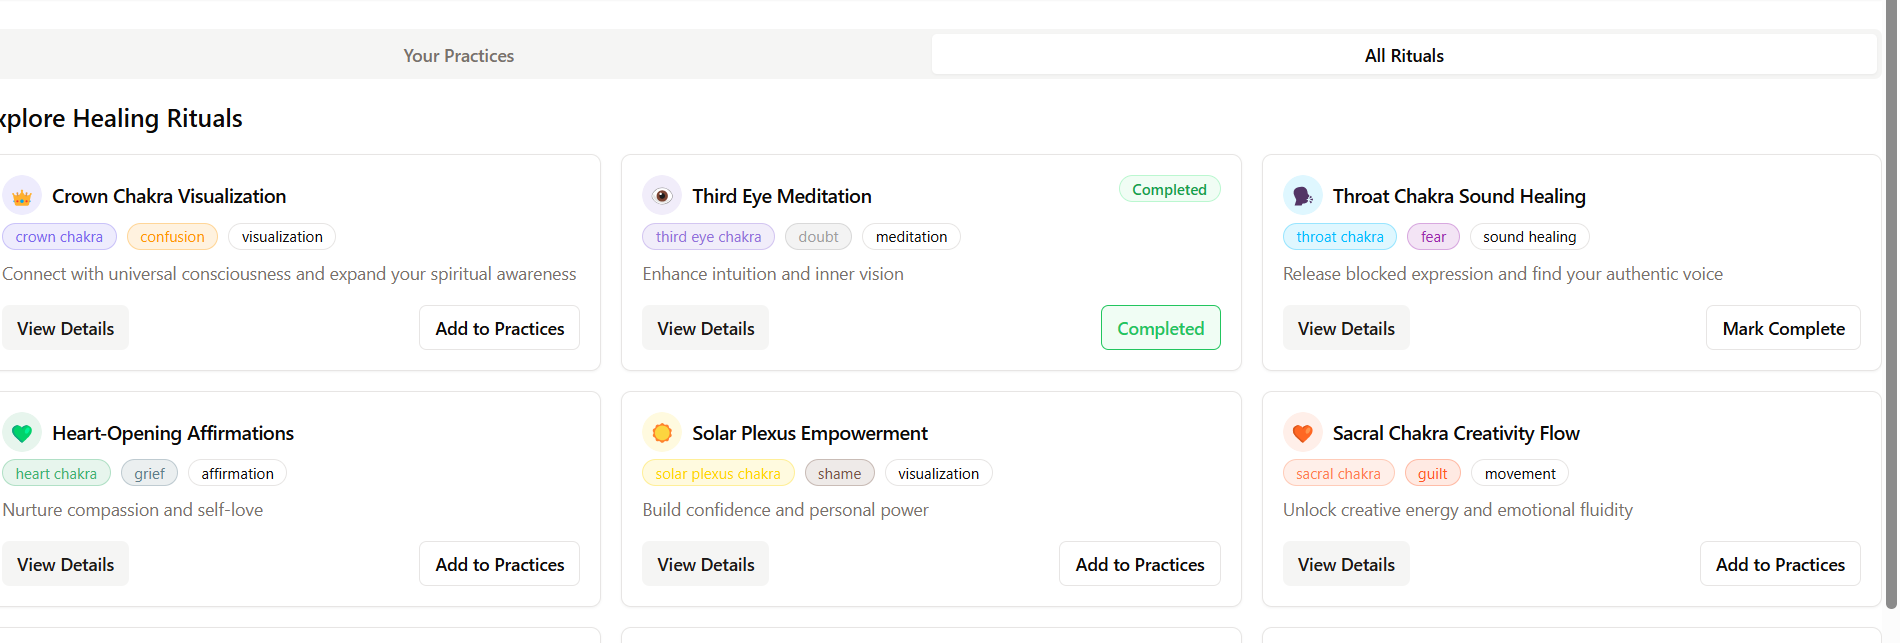 Your Practices
All Rituals
xplore Healing Rituals
Crown Chakra Visualization
crown chakra confusion visualization
Connect with universal consciousness and expand your spiritual awareness
View Details Add to Practices
Third Eye Meditation Completed
third eye chakra doubt meditation
Enhance intuition and inner vision
View Details Completed
Throat Chakra Sound Healing
throat chakra fear sound healing
Release blocked expression and find your authentic voice
View Details Mark Complete
Heart-Opening Affirmations
heart chakra grief affirmation
Nurture compassion and self-love
View Details Add to Practices
Solar Plexus Empowerment
solar plexus chakra shame visualization
Build confidence and personal power
View Details Add to Practices
Sacral Chakra Creativity Flow
sacral chakra guilt movement
Unlock creative energy and emotional fluidity
View Details Add to Practices